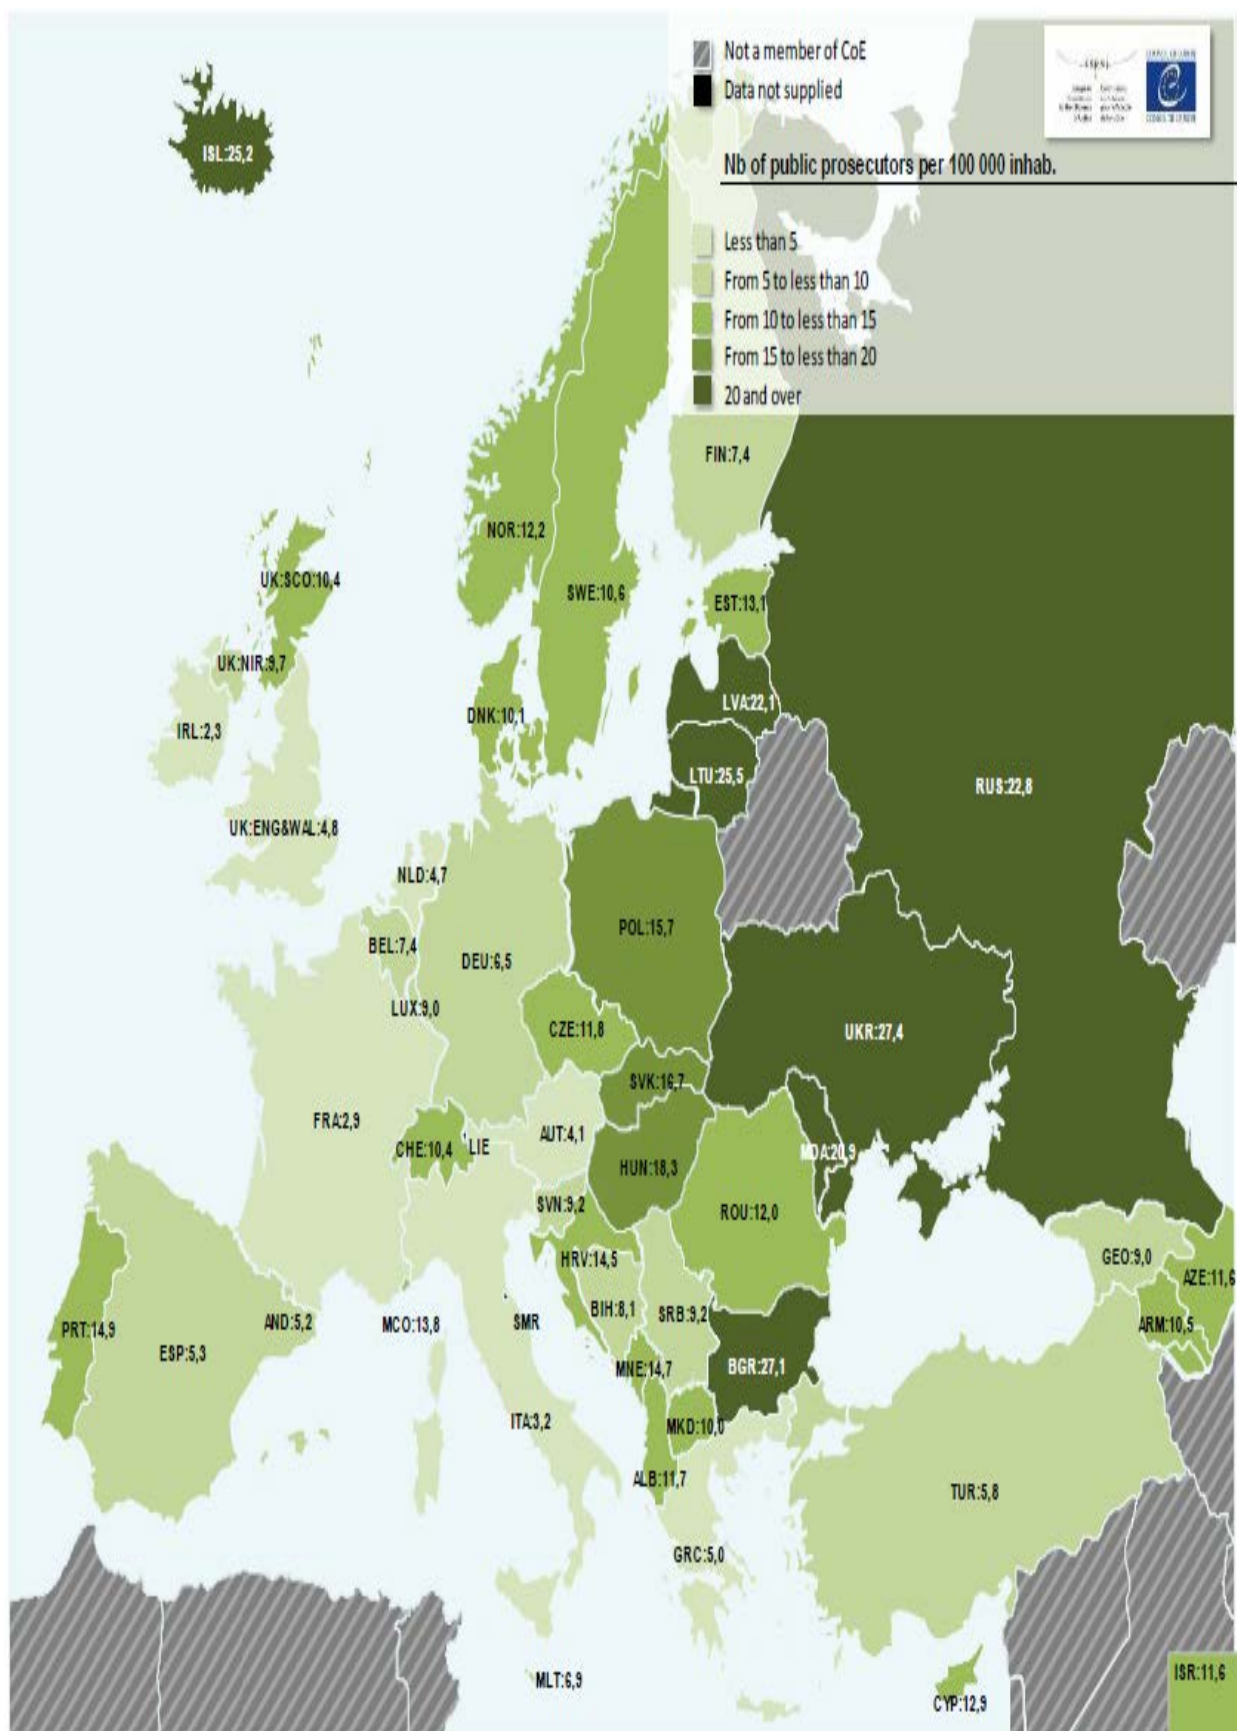 Not a member of CoE
Data not supplied
COUNCIL OF EUROPE
CONSEIL DE L'EUROPE
Nb of public prosecutors per 100 000 inhab.
Less than 5
From 5 to less than 10
From 10 to less than 15
From 15 to less than 20
20 and over
ISL:25,2
FIN:7,4
NOR:12,2
UK:SCO:10,4
SWE:10,6
EST:13,1
UK:NIR:9,7
LVA:22,1
DNK:10,1
IRL:2,3
LTU:25,5
RUS:22,8
UK:ENG&WAL:4,8
NLD:4,7
POL:15,7
BEL:7,4
DEU:6,5
LUX:9,0
CZE:11,8
UKR:27,4
SVK:16,7
FRA:2,9
AUT:4,1
CHE:10,4
LIE
MDA:20,9
HUN:18,3
SVN:9,2
ROU:12,0
HRV:14,5
GEO:9,0
AZE:11,6
BIH:8,1
SRB:9,2
AND:5,2
MCO:13,8
SMR
PRT:14,9
ARM:10,5
ESP:5,3
MNE:14,7
BGR:27,1
ITA:3,2
MKD:10,0
ALB:11,7
TUR:5,8
GRC:5,0
MLT:6,9
ISR:11,6
CYP:12,9